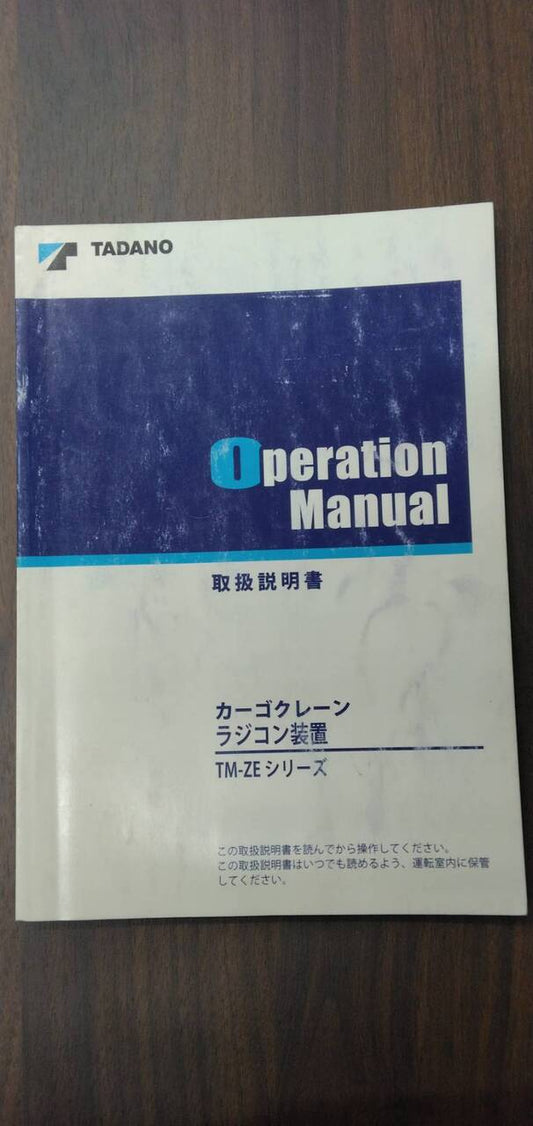 TADANO
Operation
Manual
取扱説明書
カーゴクレーン
ラジコン装置
TM-ZE シリーズ
この取扱説明書を読んでから操作してください。
この取扱説明書はいつでも読めるよう、運転室内に保管
してください。